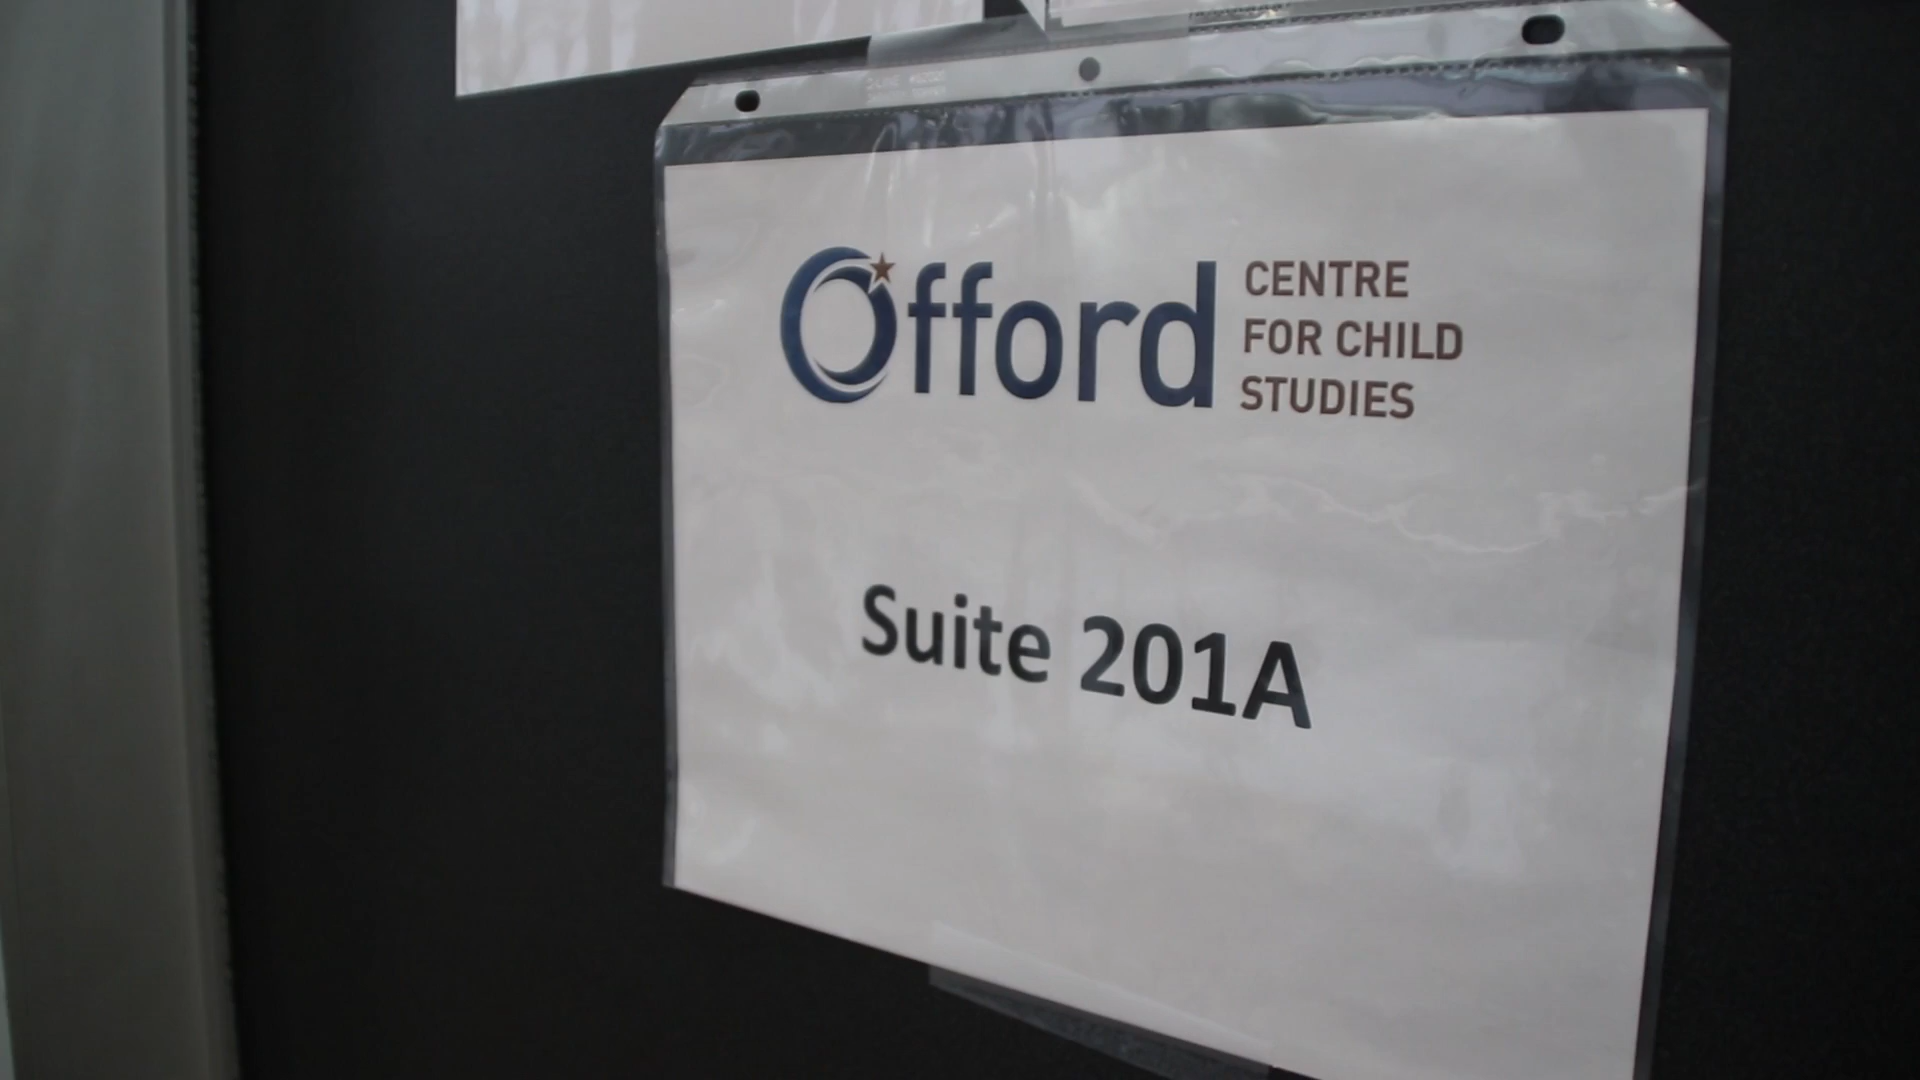 Offord
CENTRE
FOR CHILD
STUDIES
Suite 201A